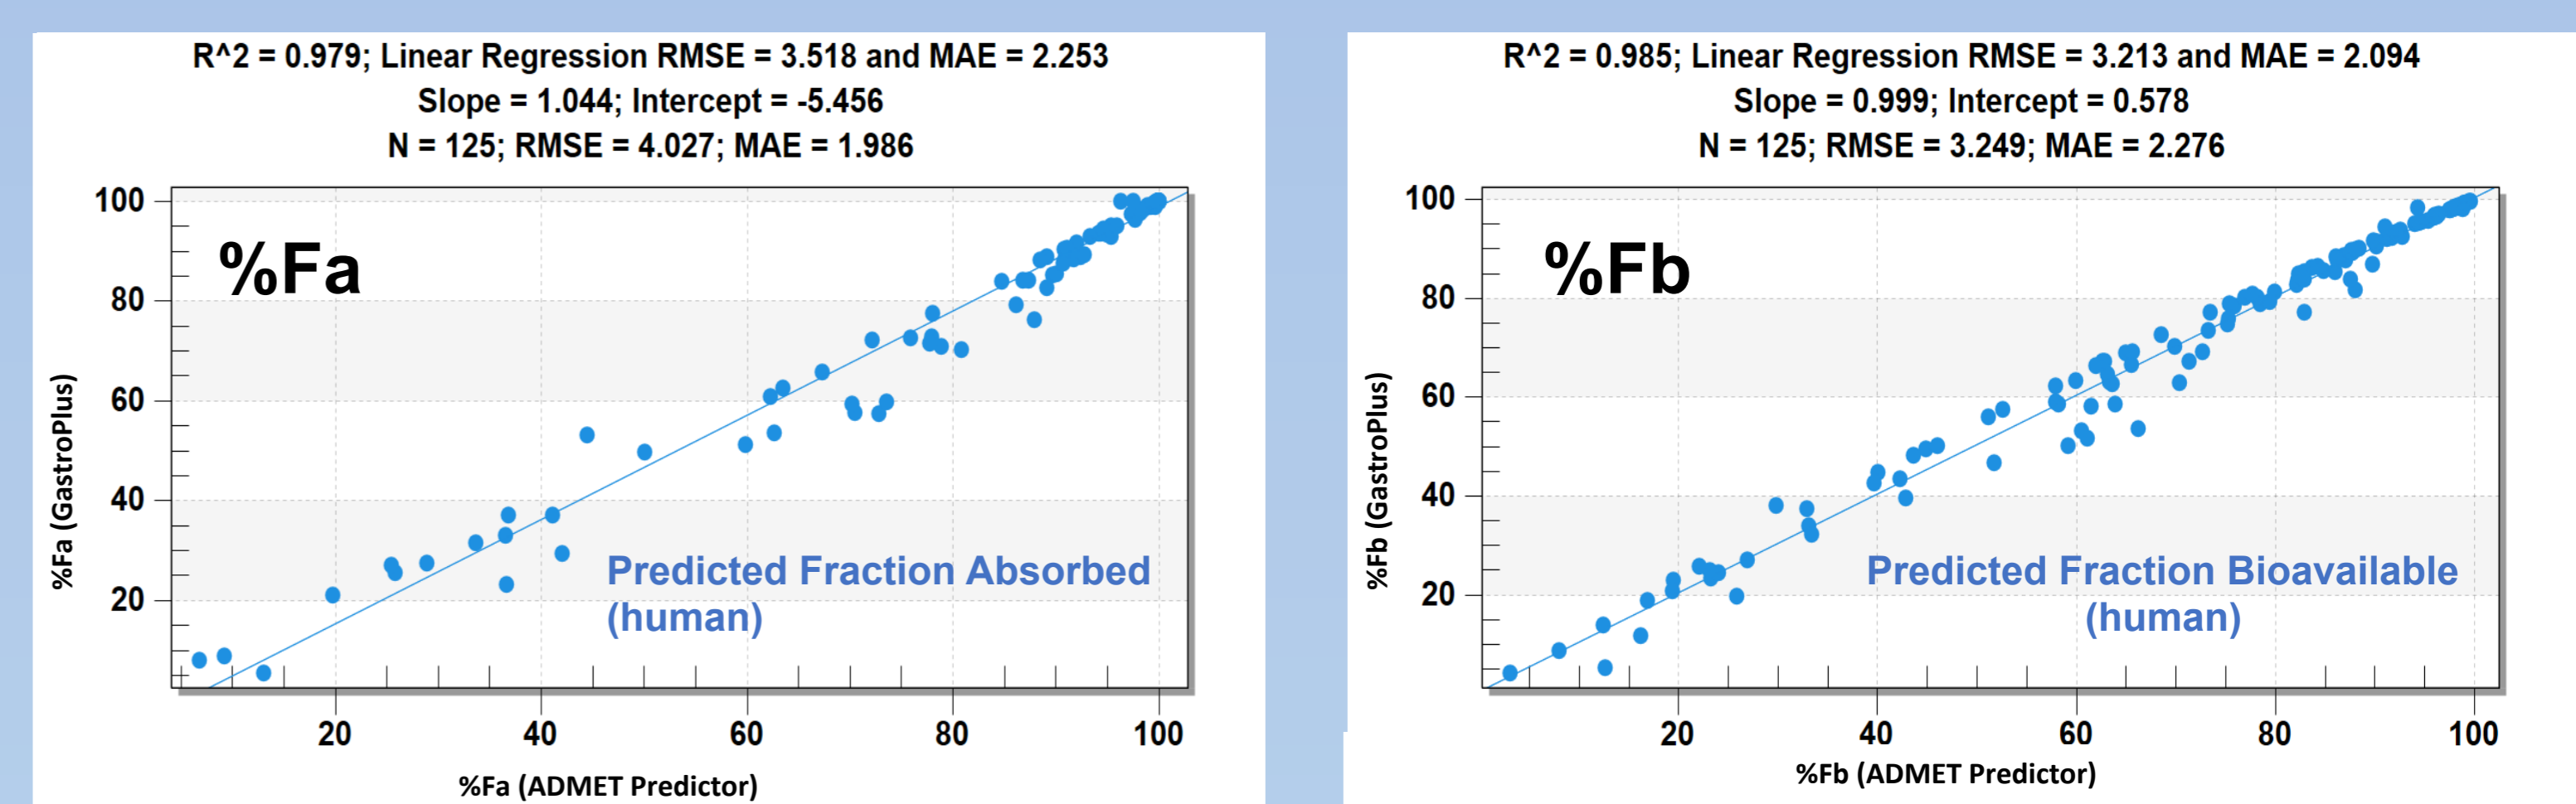 R^2 = 0.979; Linear Regression RMSE = 3.518 and MAE = 2.253
Slope = 1.044; Intercept = -5.456
N = 125; RMSE = 4.027; MAE = 1.986
100
80
60
40
20
%Fa (GastroPlus)
%Fa
Predicted Fraction Absorbed
(human)
20 40 60 80 100
%Fa (ADMET Predictor)
R^2 = 0.985; Linear Regression RMSE = 3.213 and MAE = 2.094
Slope = 0.999; Intercept = 0.578
N = 125; RMSE = 3.249; MAE = 2.276
100
80
60
40
20
%Fb (GastroPlus)
%Fb
Predicted Fraction Bioavailable
(human)
20 40 60 80 100
%Fb (ADMET Predictor)